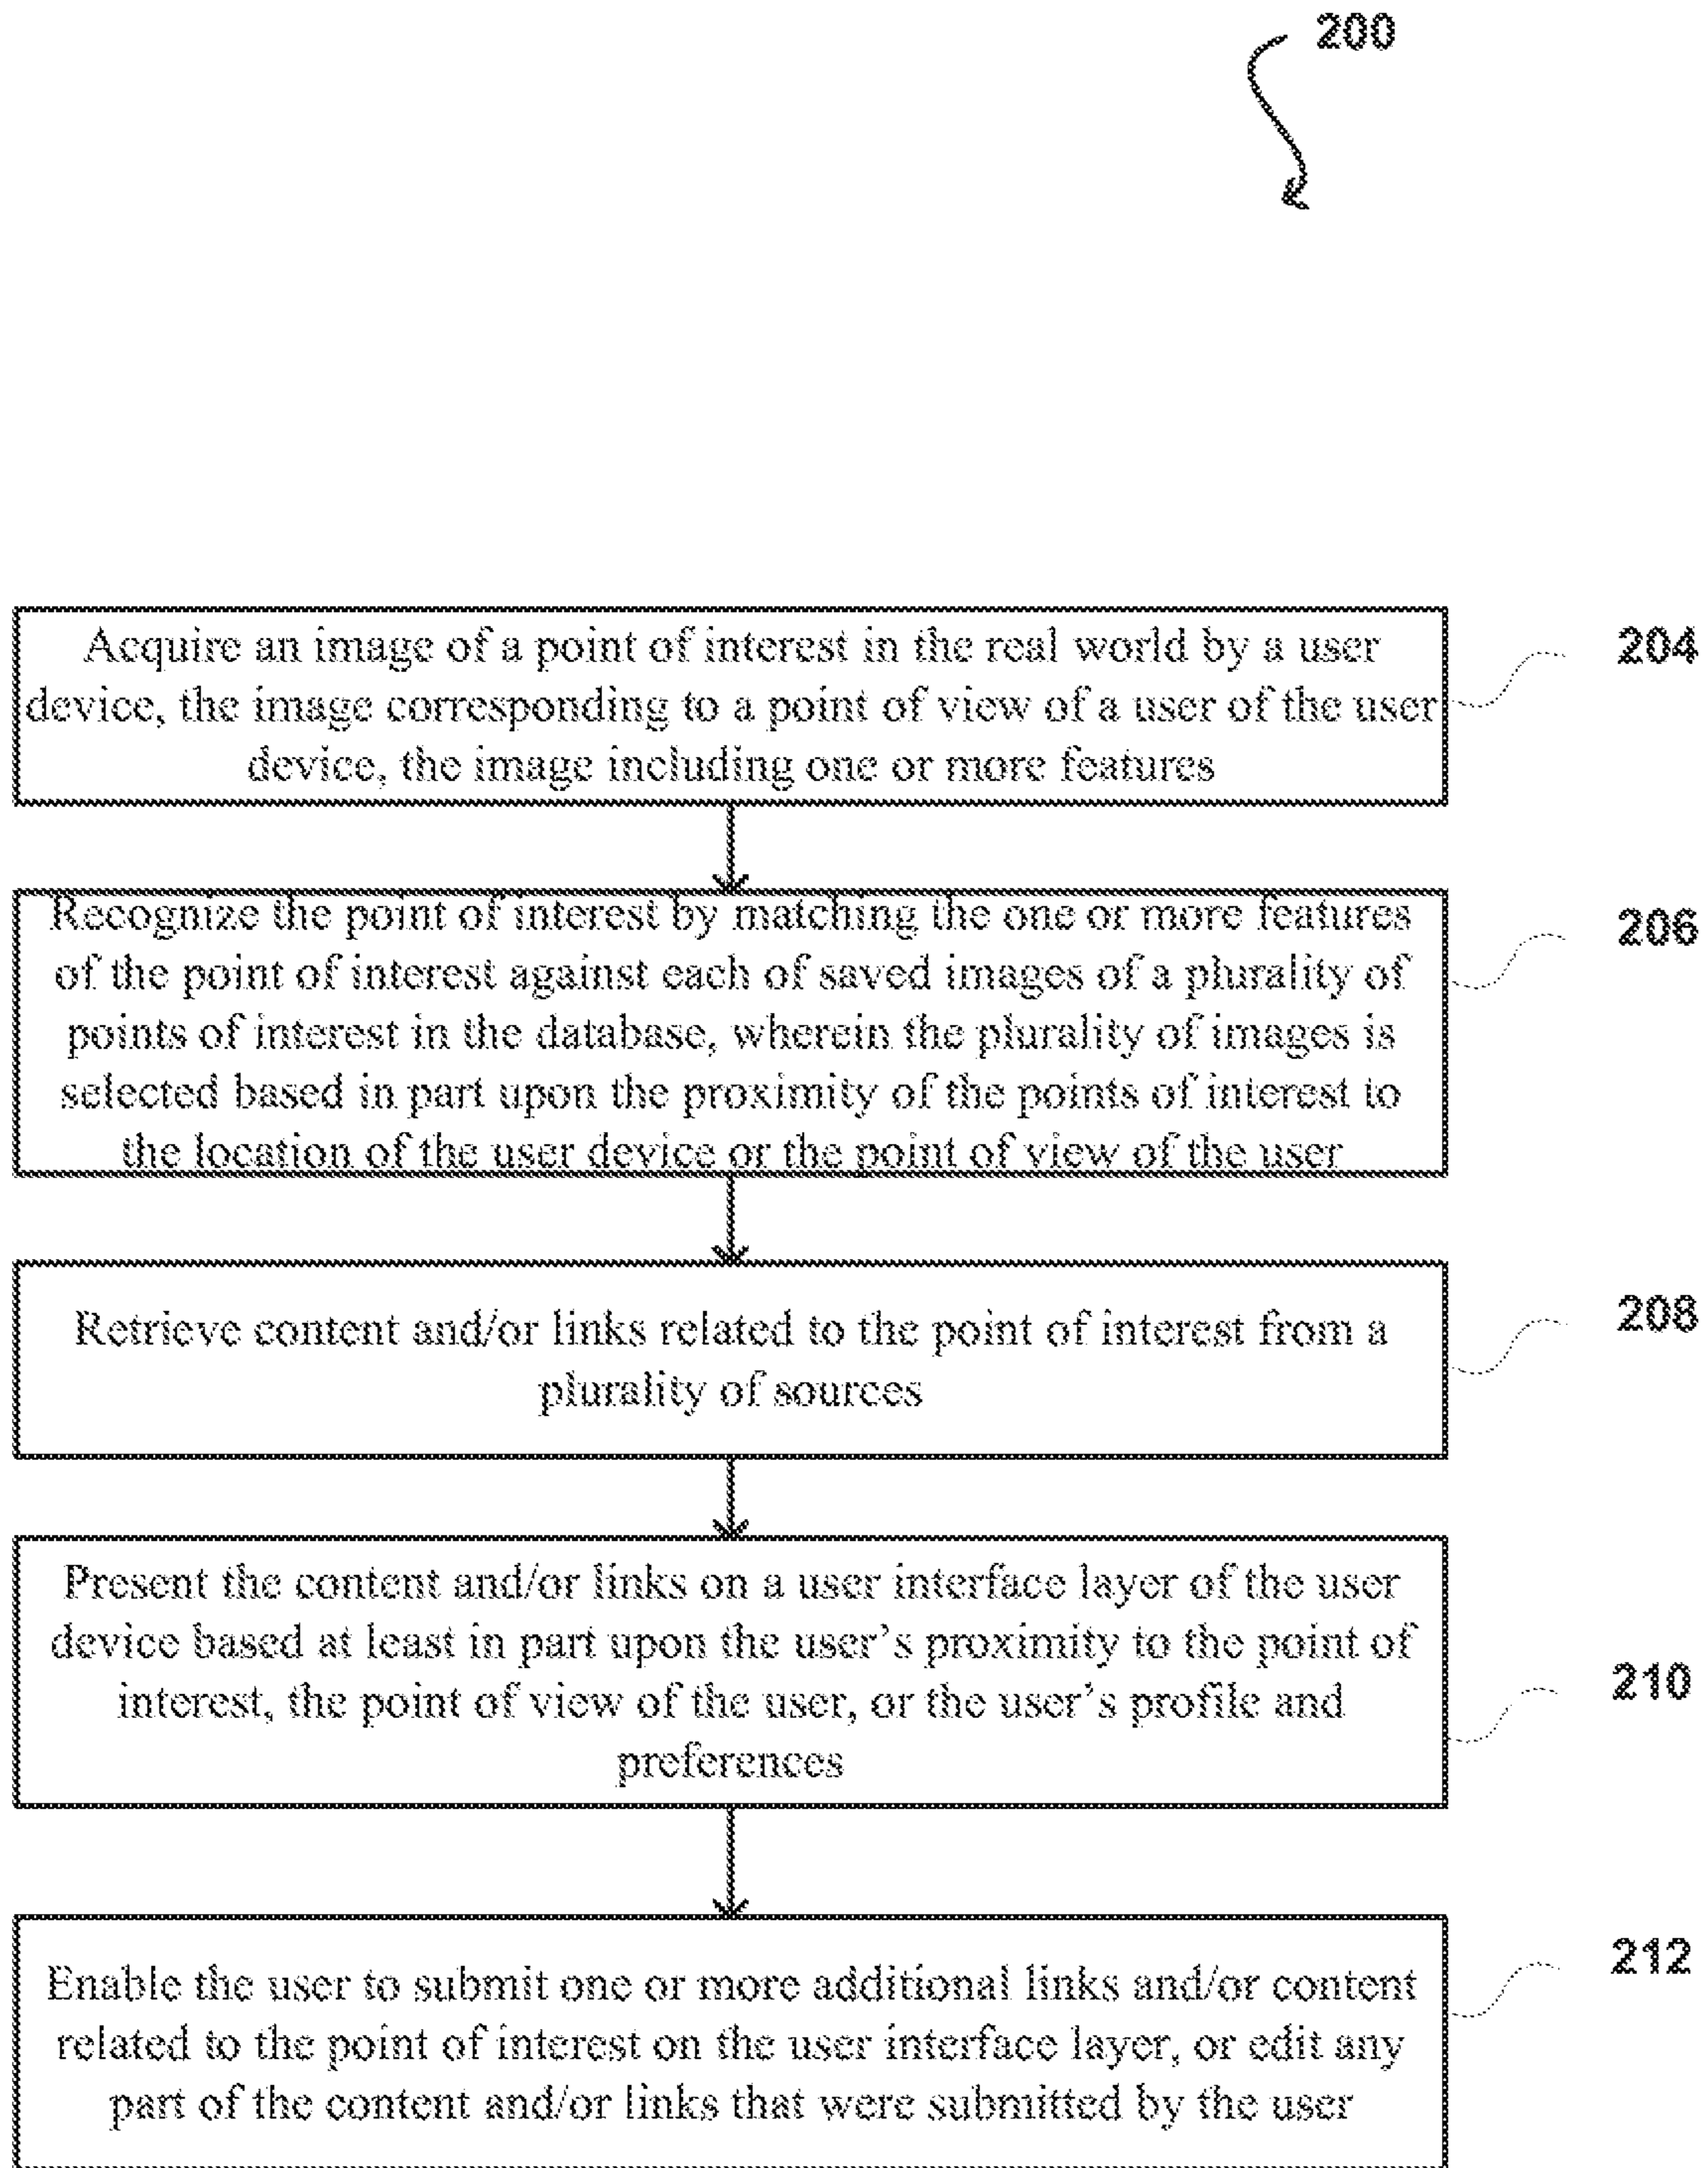 200
Acquire an image of a point of interest in the real world by a user
device, the image corresponding to a point of view of a user of the user
device, the image including one or more features
204
Recognize the point of interest by matching the one or more features
of the point of interest against each of saved images of a plurality of
points of interest in the database, wherein the plurality of images is
selected based in part upon the proximity of the points of interest to
the location of the user device or the point of view of the user
206
Retrieve content and/or links related to the point of interest from a
plurality of sources
208
Present the content and/or links on a user interface layer of the user
device based at least in part upon the user's proximity to the point of
interest, the point of view of the user, or the user's profile and
preferences
210
Enable the user to submit one or more additional links and/or content
related to the point of interest on the user interface layer, or edit any
part of the content and/or links that were submitted by the user
212